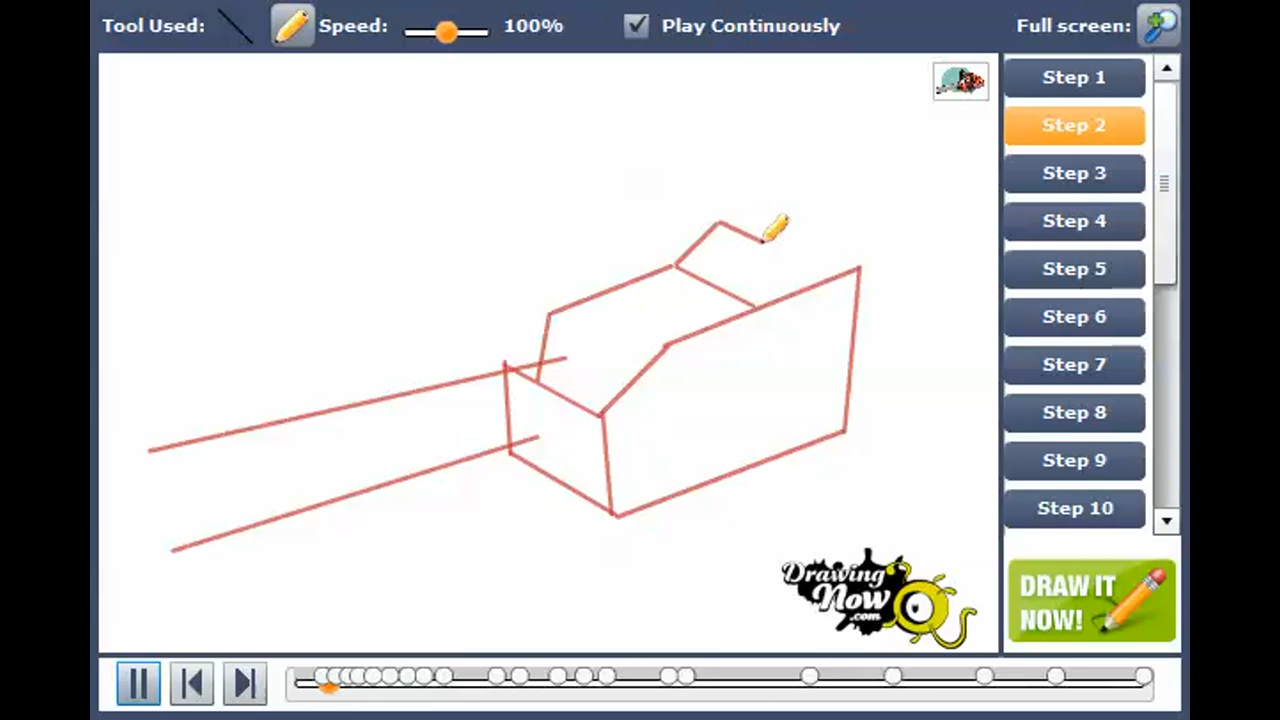 Tool Used:
Speed:
100%
Play Continuously
Full screen:
Step 1
Step 2
Step 3
Step 4
Step 5
Step 6
Step 7
Step 8
Step 9
Step 10
Drawing
Now
.com
DRAW IT
NOW!